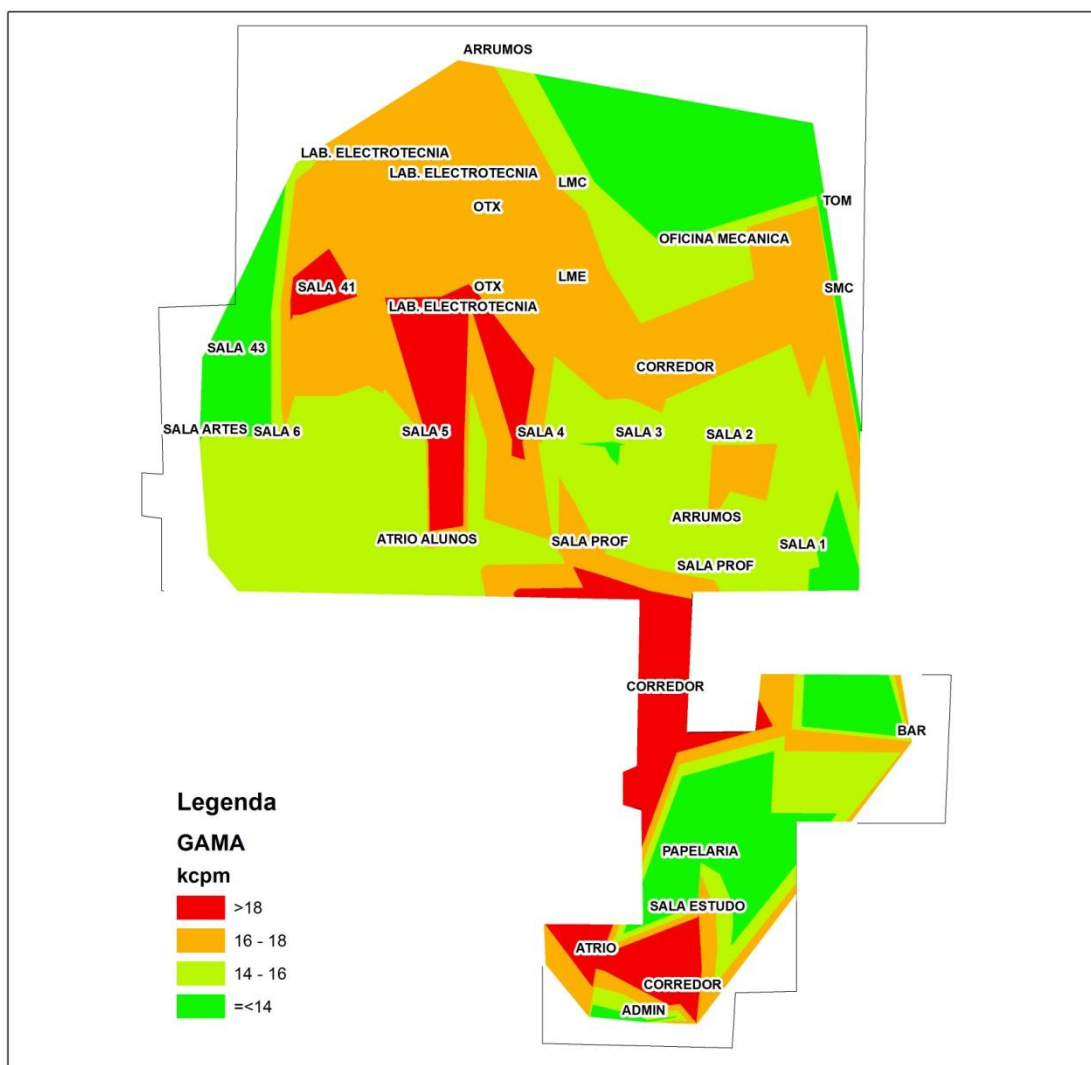 ARRUMOS
LAB. ELECTROTECNIA
LAB. ELECTROTECNIA
LMC
TOM
OTX
OFICINA MECANICA
LME
SALA  41
OTX
SMC
LAB. ELECTROTECNIA
SALA  43
CORREDOR
SALA ARTES
SALA 6
SALA 5
SALA 4
SALA 3
SALA 2
ARRUMOS
ATRIO ALUNOS
SALA PROF
SALA 1
SALA PROF
CORREDOR
BAR
PAPELARIA
SALA ESTUDO
ATRIO
CORREDOR
ADMIN
Legenda
GAMA
kcpm
>18
16 - 18
14 - 16
=<14